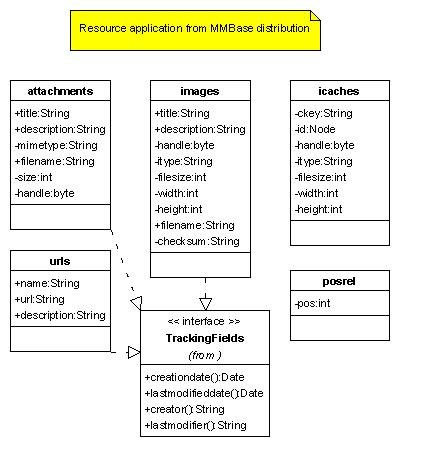 Resource application from MMBase distribution
attachments
+title:String
+description:String
-mimetype:String
+filename:String
-size:int
-handle:byte
images
+title:String
+description:String
-handle:byte
-itype:String
-filesize:int
-width:int
-height:int
+filename:String
-checksum:String
icaches
-ckey:String
-id:Node
-handle:byte
-itype:String
-filesize:int
-width:int
-height:int
urls
+name:String
+url:String
+description:String
posrel
-pos:int
<< interface >>
TrackingFields
(from )
+creationdate():Date
+lastmodifieddate():Date
+creator():String
+lastmodifier():String